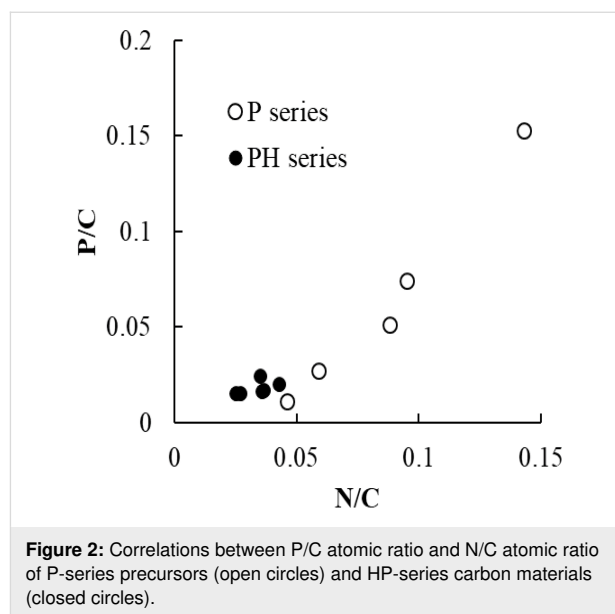 0.2
P series
0.15
PH series
P/C
0.1
0.05
0
0 0.05 0.1 0.15
N/C
Figure 2: Correlations between P/C atomic ratio and N/C atomic ratio
of P-series precursors (open circles) and HP-series carbon materials
(closed circles).